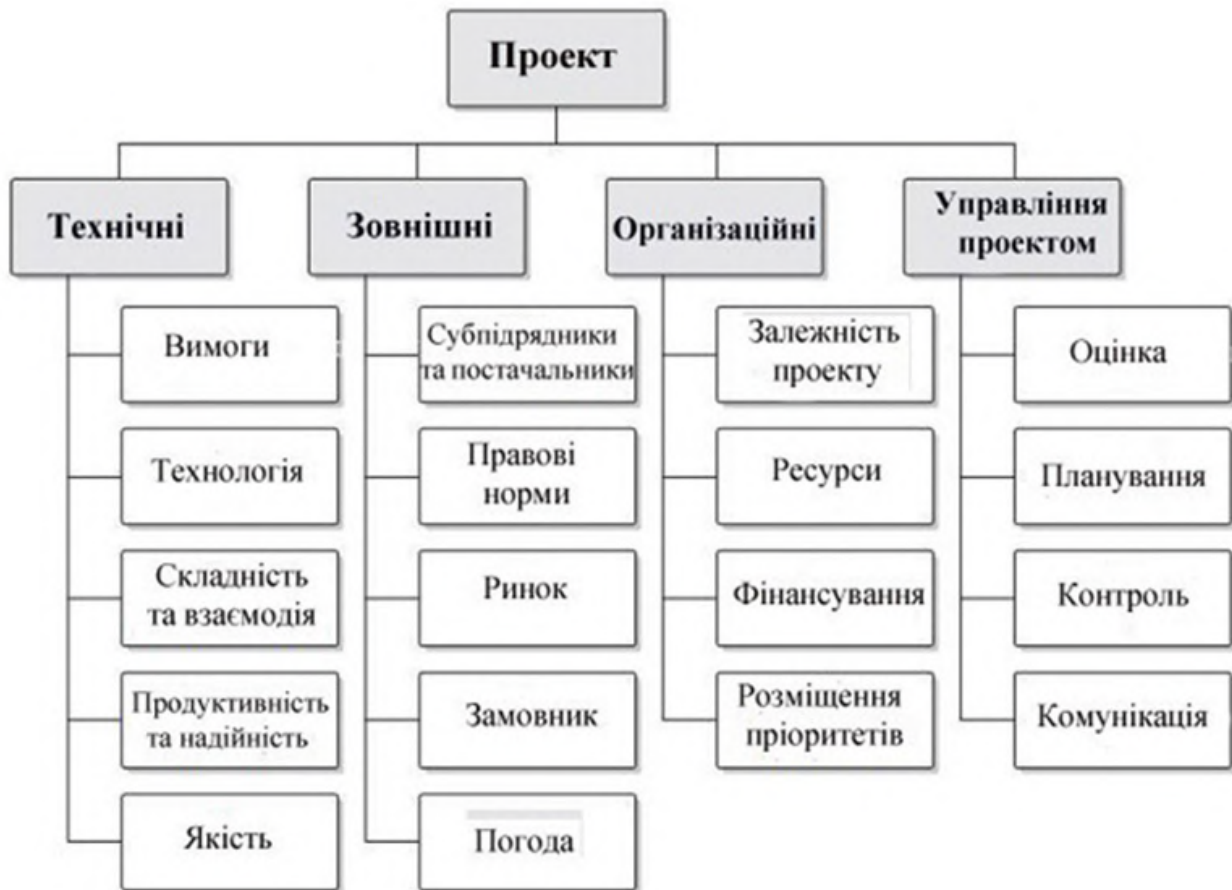 Проект
Технічні
Зовнішні
Організаційні
Управління
проектом
Вимоги
Технологія
Складність
та взаємодія
Продуктивність
та надійність
Якість
Субпідрядники
та постачальники
Правові
норми
Ринок
Замовник
Погода
Залежність
проекту
Ресурси
Фінансування
Розміщення
пріоритетів
Оцінка
Планування
Контроль
Комунікація